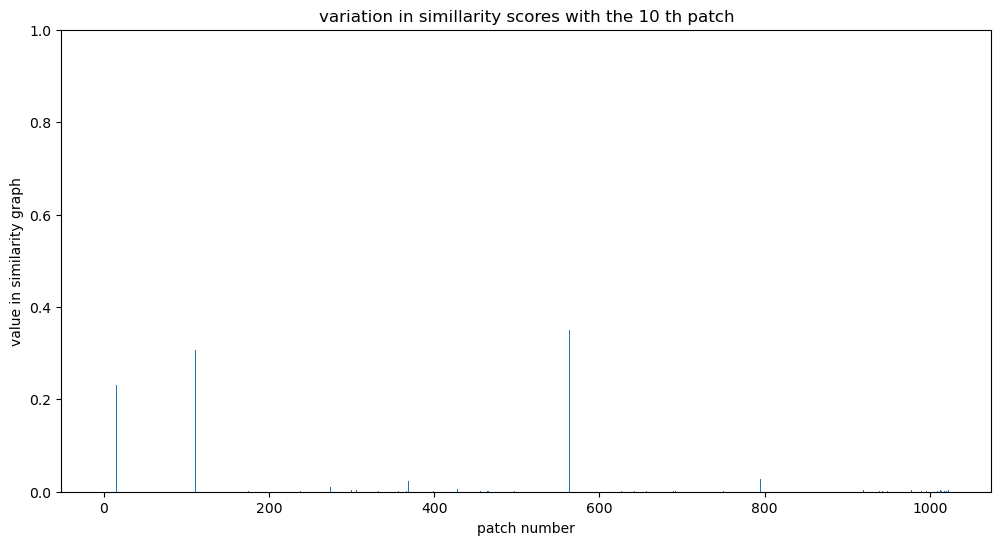 variation in simillarity scores with the 10 th patch
1.0
0.8
0.6
0.4
0.2
0.0
value in similarity graph
0 200 400 600 800 1000
patch number